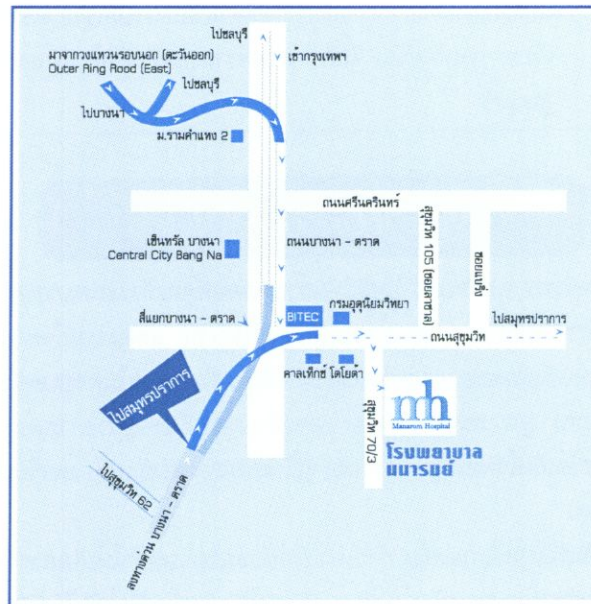 ไปชลบุรี
มาจากวงแหวนรอบนอก (ตะวันออก)
Outer Ring Rood (East)
เข้ากรุงเทพฯ
ไปชลบุรี
ไปบางนา
ม.รามคำแหง 2
ถนนศรีนครินทร์
สุขุมวิท 105 (ซอยลาซาล)
ซอยแบริ่ง
เซ็นทรัล บางนา
Central City Bang Na
ถนนบางนา - ตราด
สี่แยกบางนา - ตราด
BITEC
กรมอุตุนิยมวิทยา
ไปสมุทรปราการ
ถนนสุขุมวิท
คาลเท็กซ์
โตโยต้า
ไปสมุทรปราการ
สุขุมวิท 70/3
mh
Manarom Hospital
โรงพยาบาล
มนารมย์
ไปสุขุมวิท 62
ลงทางด่วน บางนา - ตราด